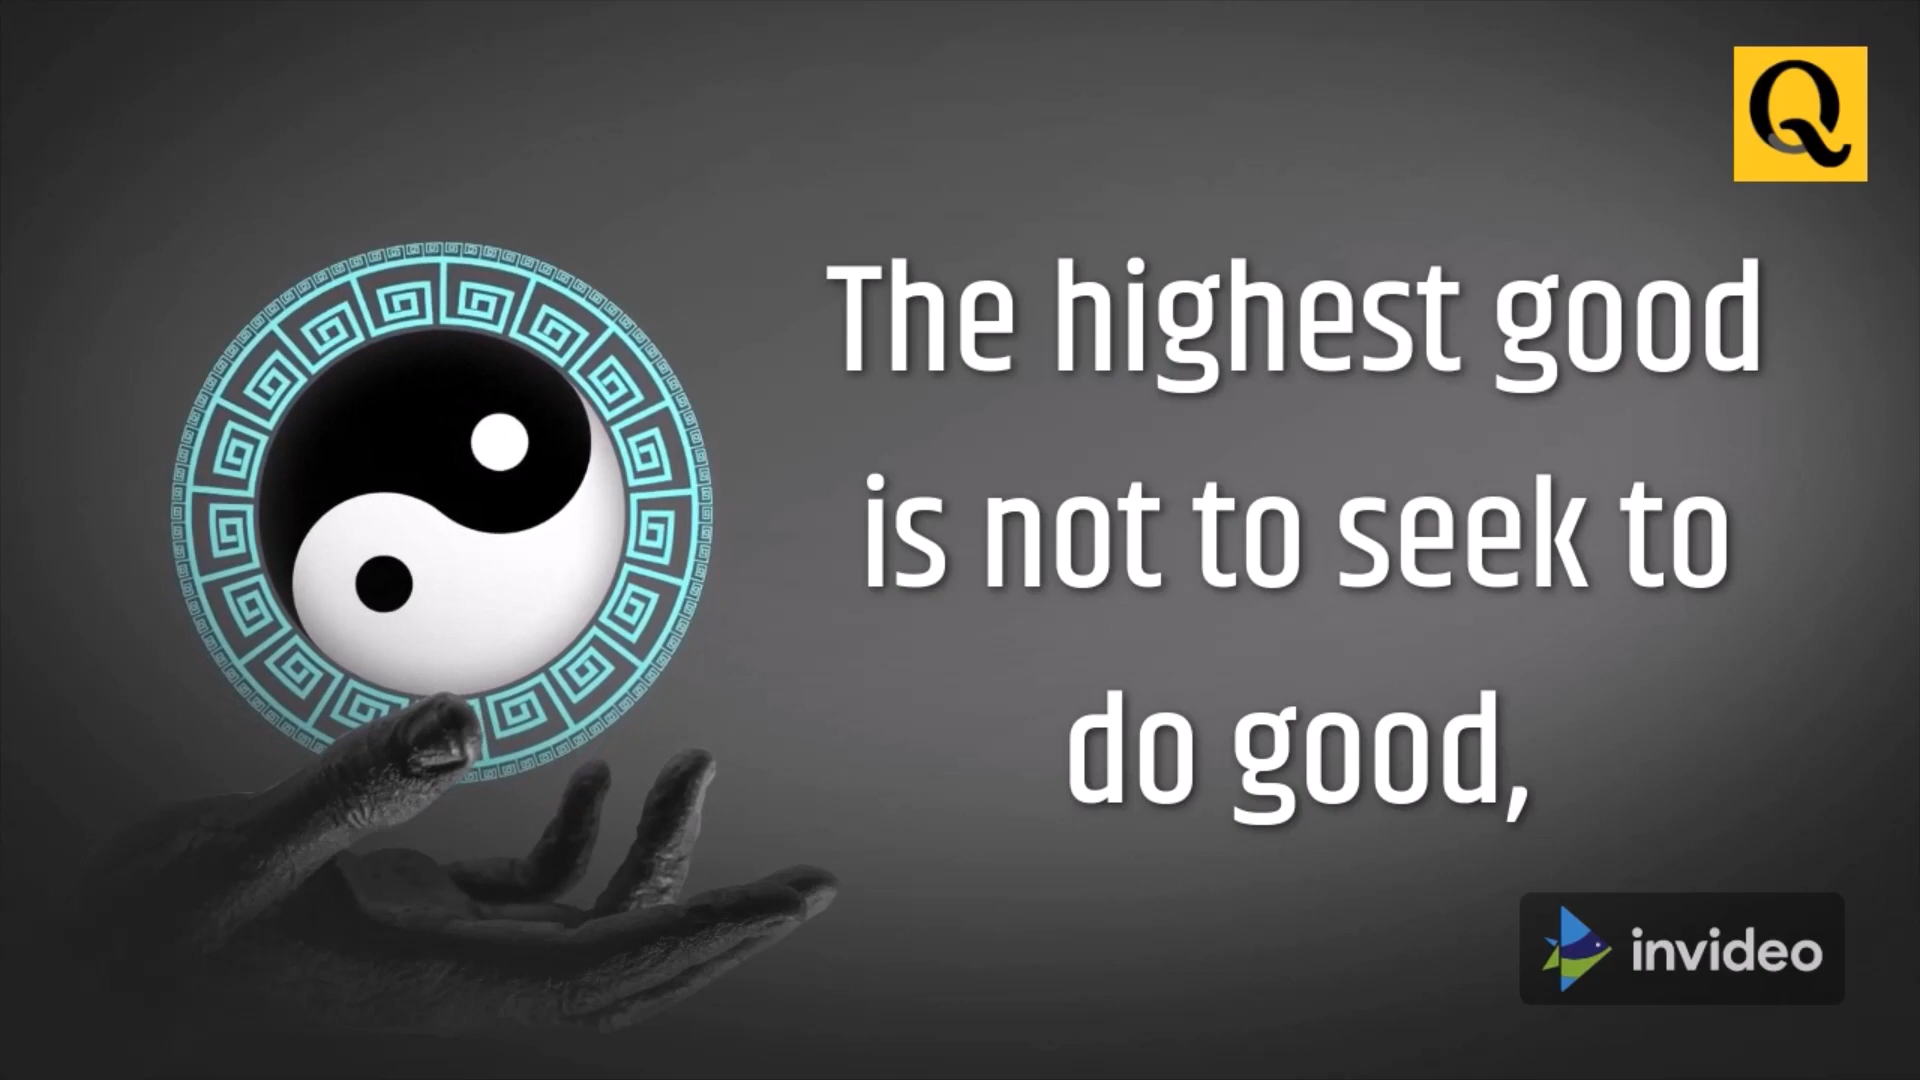 Q
The highest good
is not to seek to
do good,
invideo